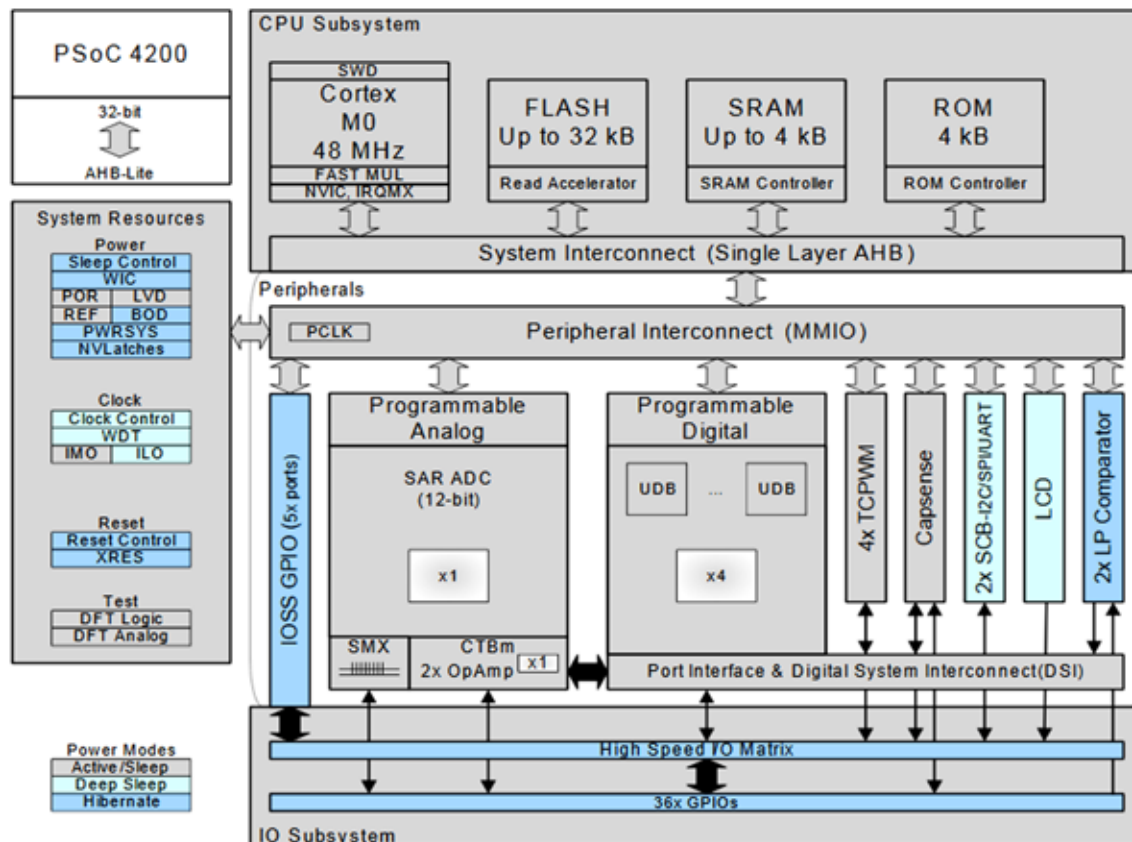 PSoC 4200
32-bit
AHB-Lite
CPU Subsystem
SWD
Cortex
M0
48 MHz
FAST MUL
NVIC, IRQMX
FLASH
Up to 32 kB
Read Accelerator
SRAM
Up to 4 kB
SRAM Controller
ROM
4 kB
ROM Controller
System Interconnect (Single Layer AHB)
System Resources
Power
Sleep Control
WIC
POR LVD
REF BOD
PWRSYS
NVLatches
Clock
Clock Control
WDT
IMO ILO
Reset
Reset Control
XRES
Test
DFT Logic
DFT Analog
Peripherals
PCLK
Peripheral Interconnect (MMIO)
IOSS GPIO (5x ports)
Programmable
Analog
SAR ADC
(12-bit)
x1
SMX
CTBm
2x OpAmp
x1
Programmable
Digital
UDB ... UDB
x4
4x TCPWM
Capsense
2x SCB-I2C/SPI/UART
LCD
2x LP Comparator
Port Interface & Digital System Interconnect(DSI)
Power Modes
Active/Sleep
Deep Sleep
Hibernate
High Speed I/O Matrix
36x GPIOs
IO Subsystem